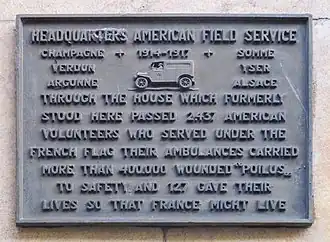 HEADQUARTERS AMERICAN FIELD SERVICE
CHAMPAGNE + 1914-1917 + SOMME
VERDUN YSER
ARGONNE ALSACE
THROUGH THE HOUSE WHICH FORMERLY
STOOD HERE PASSED 2,437 AMERICAN
VOLUNTEERS WHO SERVED UNDER THE
FRENCH FLAG THEIR AMBULANCES CARRIED
MORE THAN 400,000 WOUNDED "POILUS"
TO SAFETY, AND 127 GAVE THEIR
LIVES SO THAT FRANCE MIGHT LIVE